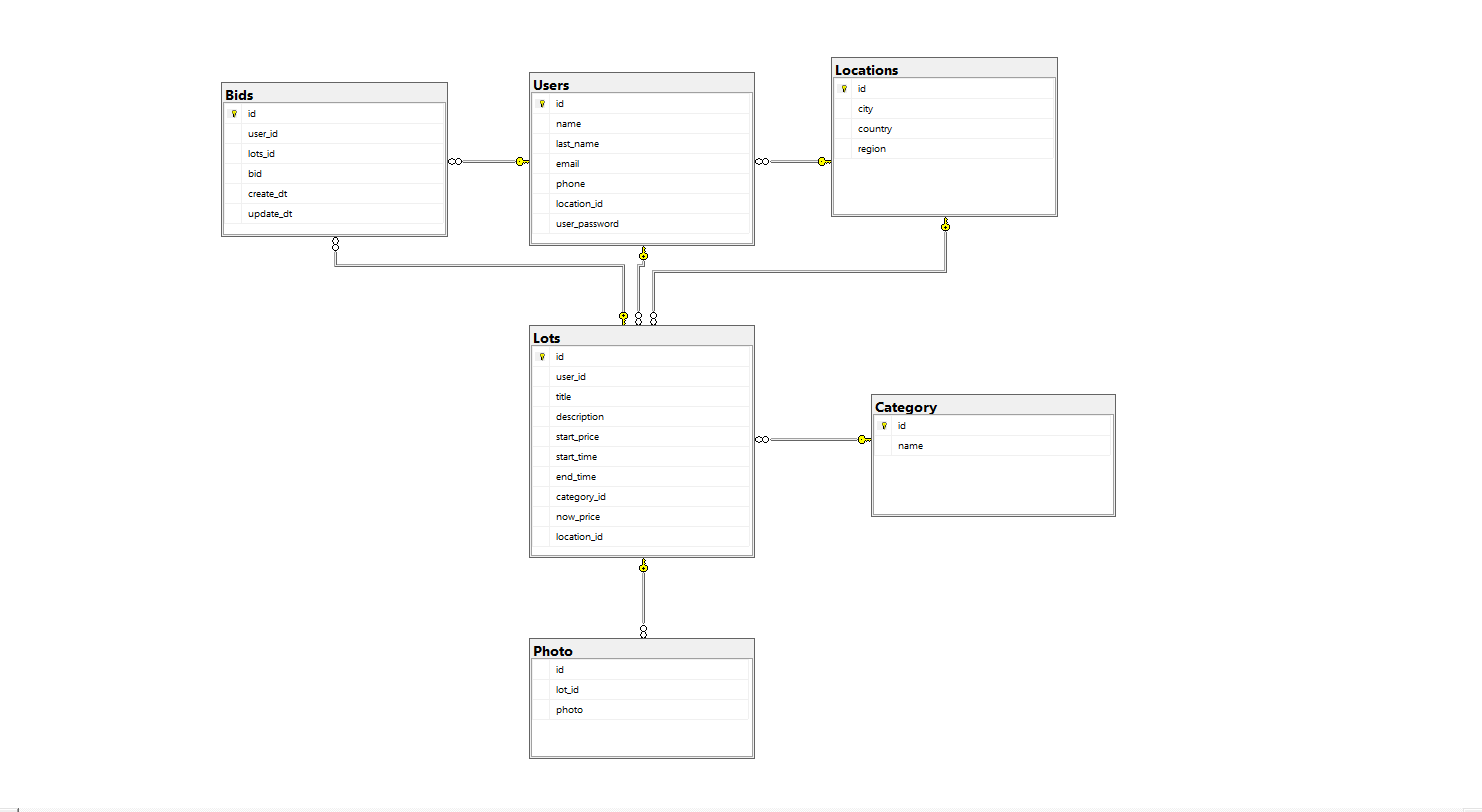 Bids
id
user_id
lots_id
bid
create_dt
update_dt
Users
id
name
last_name
email
phone
location_id
user_password
Locations
id
city
country
region
Lots
id
user_id
title
description
start_price
start_time
end_time
category_id
now_price
location_id
Category
id
name
Photo
id
lot_id
photo